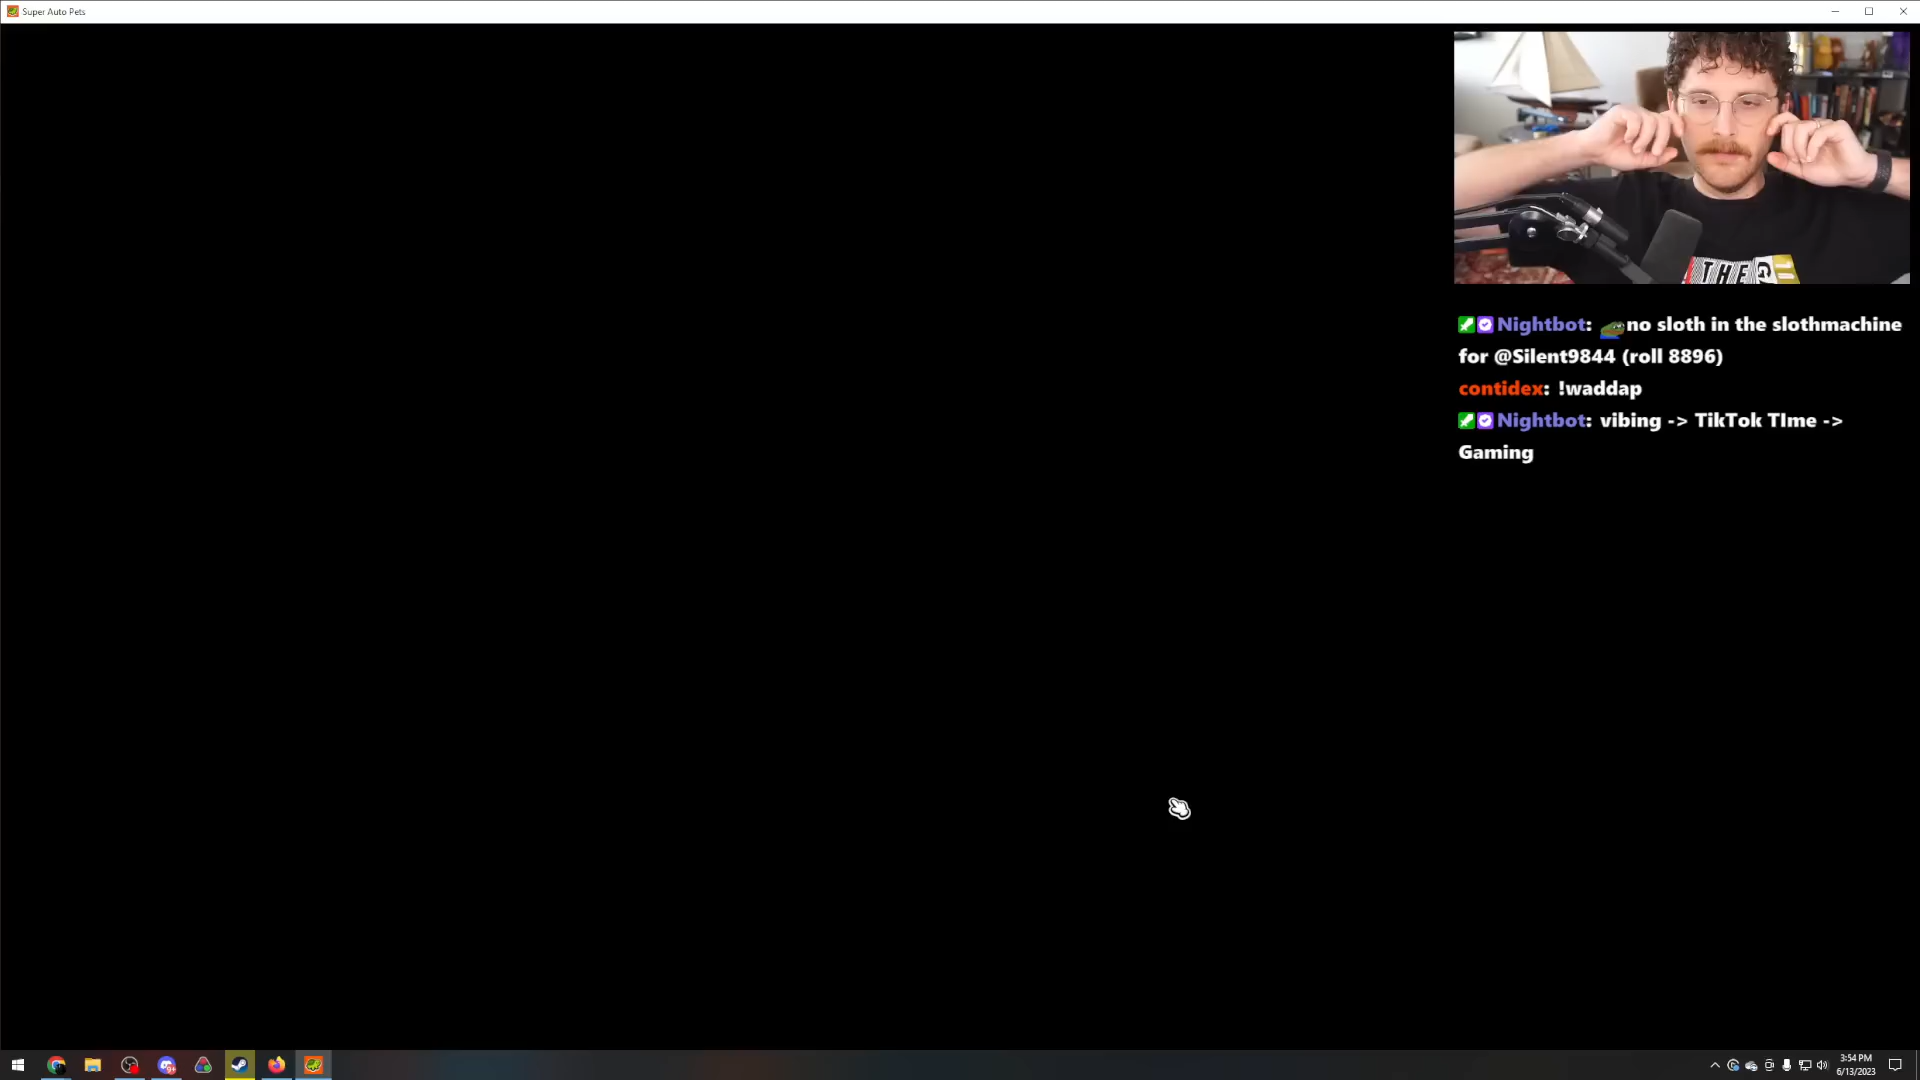 Super Auto Pets
THE
Nightbot: no sloth in the slothmachine
for @Silent9844 (roll 8896)
contidex: !waddap
Nightbot: vibing -> TikTok TIme ->
Gaming
3:54 PM
6/13/2023